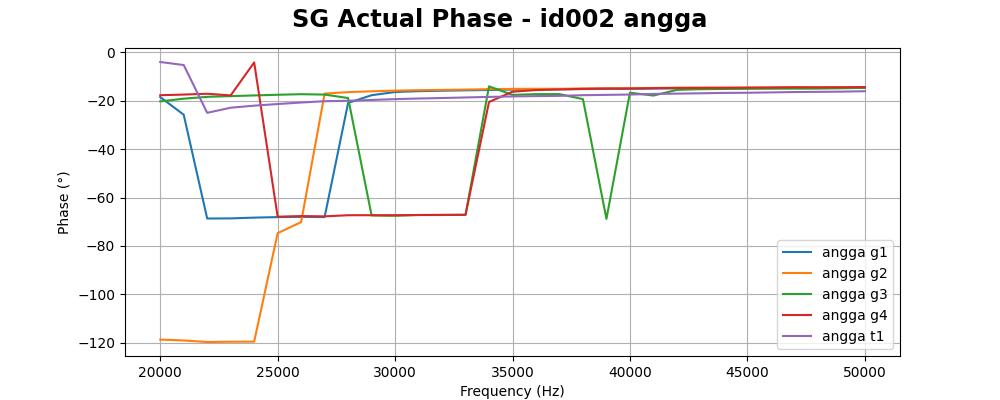 SG Actual Phase - id002 angga
0
−20
−40
−60
−80
−100
−120
Phase (°)
20000 25000 30000 35000 40000 45000 50000
Frequency (Hz)
angga g1
angga g2
angga g3
angga g4
angga t1